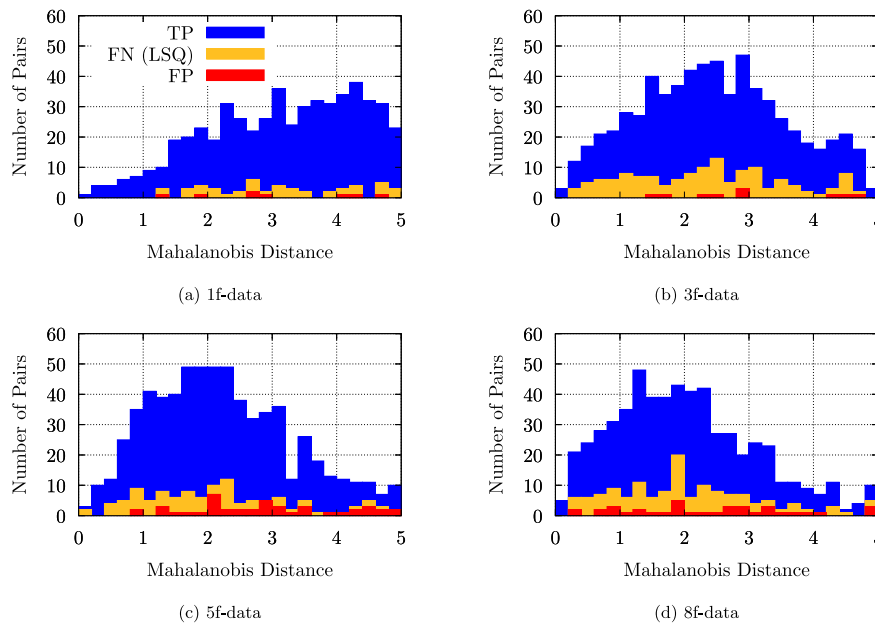 60
50
40
30
20
10
0
Number of Pairs
TP
FN (LSQ)
FP
0 1 2 3 4 5
Mahalanobis Distance
(a) 1f-data
60
50
40
30
20
10
0
Number of Pairs
0 1 2 3 4 5
Mahalanobis Distance
(b) 3f-data
60
50
40
30
20
10
0
Number of Pairs
0 1 2 3 4 5
Mahalanobis Distance
(c) 5f-data
60
50
40
30
20
10
0
Number of Pairs
0 1 2 3 4 5
Mahalanobis Distance
(d) 8f-data